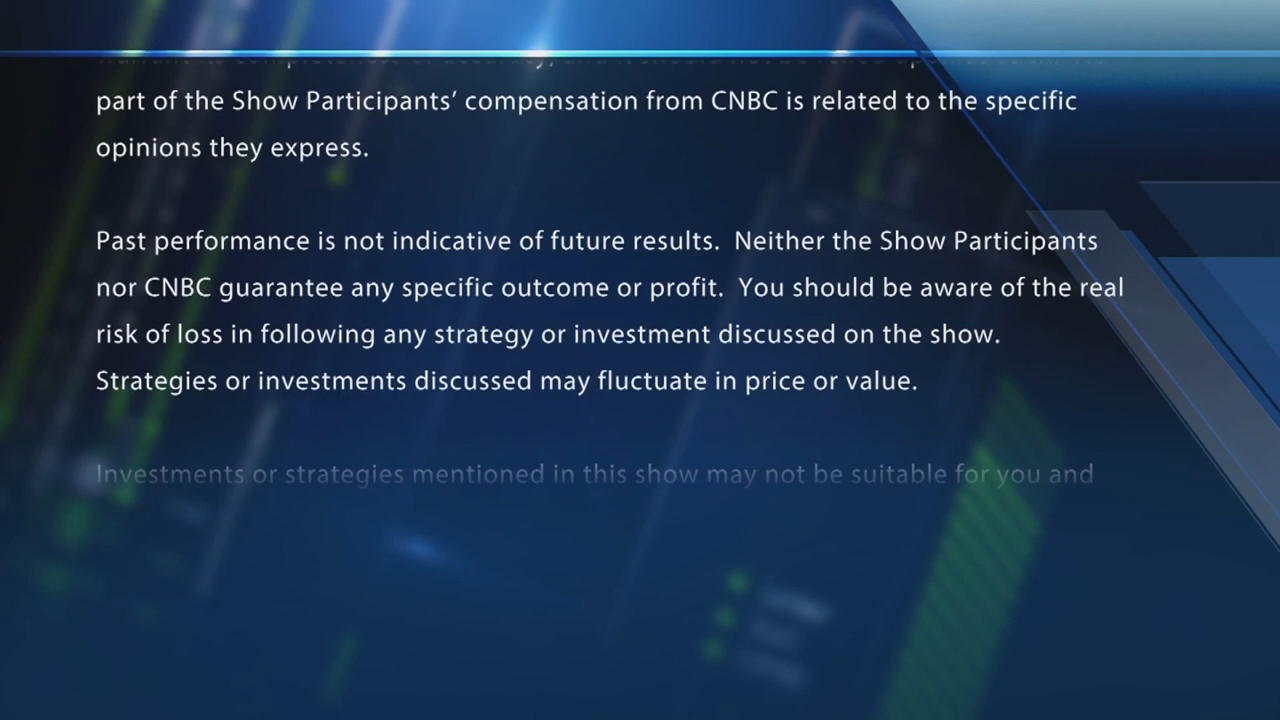 part of the Show Participants’ compensation from CNBC is related to the specific
opinions they express.
Past performance is not indicative of future results.  Neither the Show Participants
nor CNBC guarantee any specific outcome or profit.  You should be aware of the real
risk of loss in following any strategy or investment discussed on the show.
Strategies or investments discussed may fluctuate in price or value.
Investments or strategies mentioned in this show may not be suitable for you and